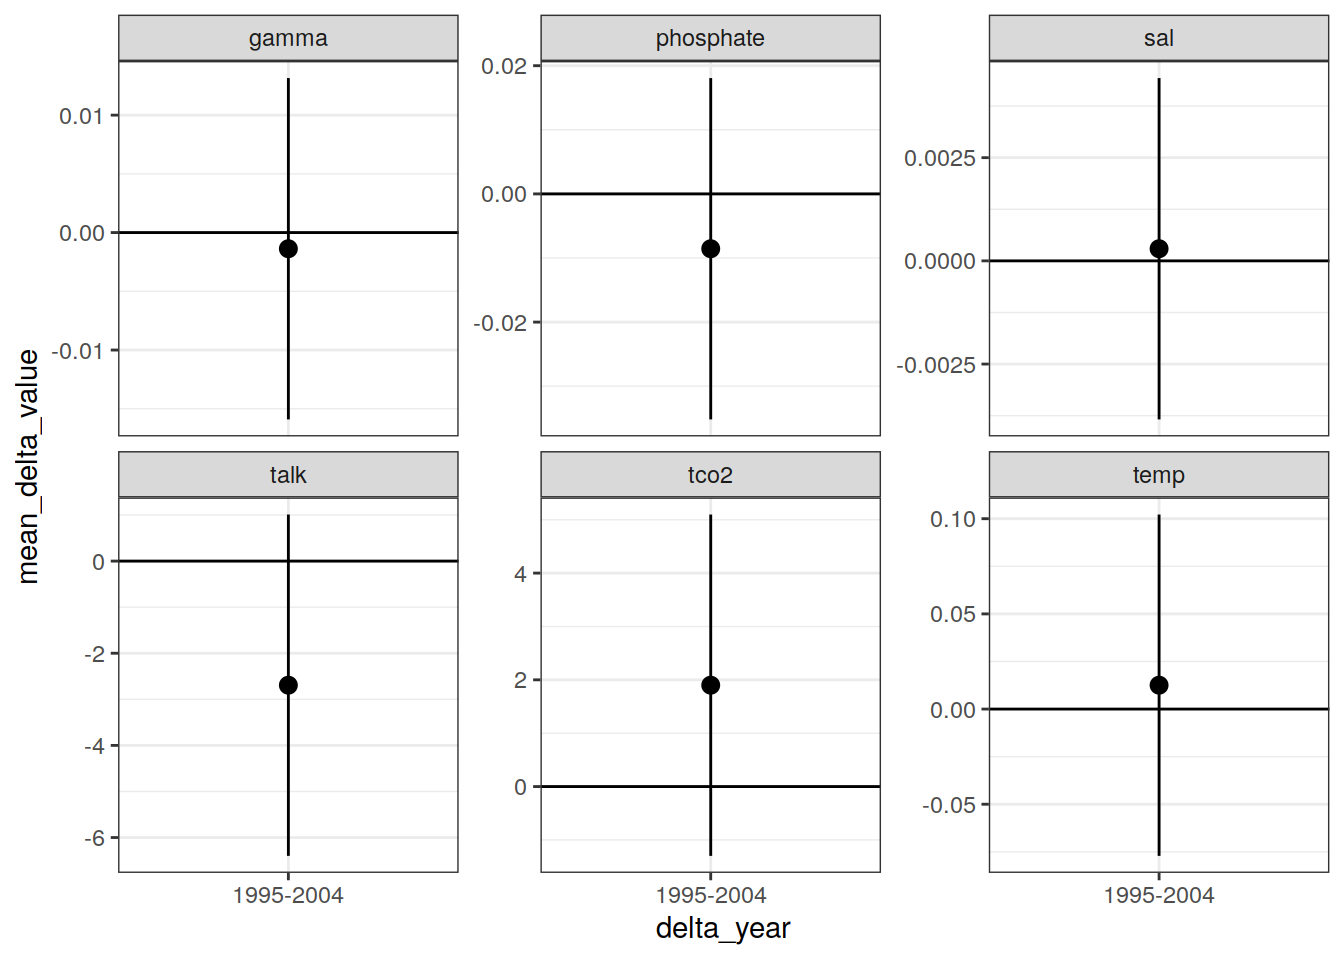 gamma
phosphate
sal
0.01
0.00
-0.01
0.02
0.00
-0.02
0.0025
0.0000
-0.0025
mean_delta_value
talk
tco2
temp
0
-2
-4
-6
4
2
0
0.10
0.05
0.00
-0.05
1995-2004
1995-2004
1995-2004
delta_year